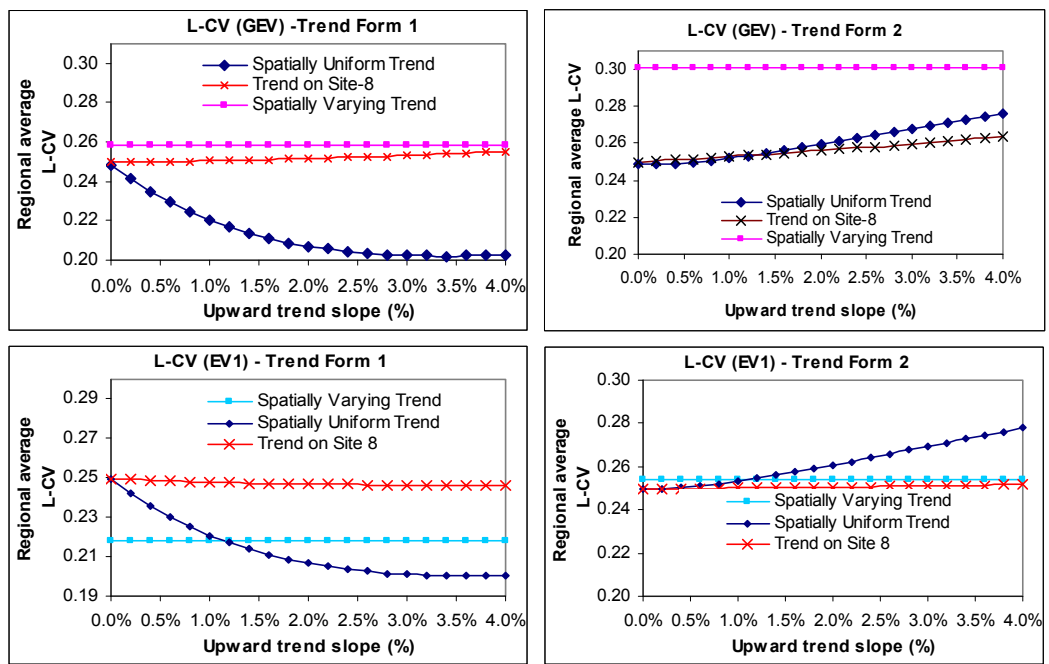 L-CV (GEV) -Trend Form 1
0.30
0.28
0.26
0.24
0.22
0.20
Regional average
L-CV
Spatially Uniform Trend
Trend on Site-8
Spatially Varying Trend
0.0% 0.5% 1.0% 1.5% 2.0% 2.5% 3.0% 3.5% 4.0%
Upward trend slope (%)
L-CV (GEV) - Trend Form 2
0.30
0.28
0.26
0.24
0.22
0.20
Regional average L-CV
Spatially Uniform Trend
Trend on Site-8
Spatially Varying Trend
0.0% 0.5% 1.0% 1.5% 2.0% 2.5% 3.0% 3.5% 4.0%
Upward trend slope (%)
L-CV (EV1) - Trend Form 1
0.29
0.27
0.25
0.23
0.21
0.19
Regional average
L-CV
Spatially Varying Trend
Spatially Uniform Trend
Trend on Site 8
0.0% 0.5% 1.0% 1.5% 2.0% 2.5% 3.0% 3.5% 4.0%
Upward trend slope (%)
L-CV (EV1) - Trend Form 2
0.30
0.28
0.26
0.24
0.22
0.20
Regional average
L-CV
Spatially Varying Trend
Spatially Uniform Trend
Trend on Site 8
0.0% 0.5% 1.0% 1.5% 2.0% 2.5% 3.0% 3.5% 4.0%
Upward trend slope (%)